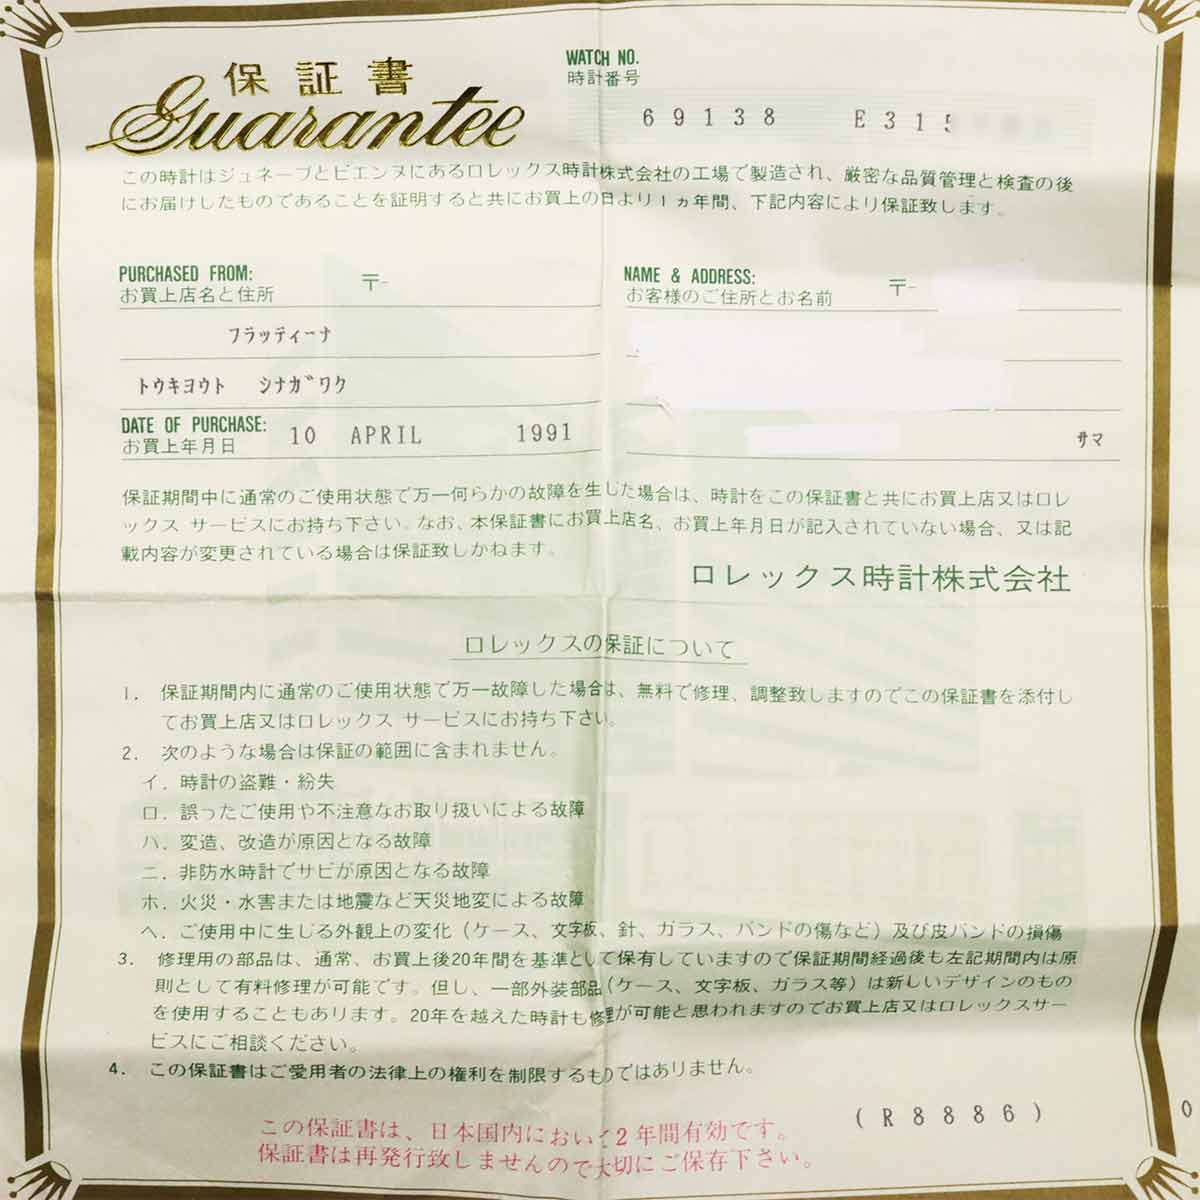 保証書
Guarantee
WATCH NO.
時計番号
69138 E315
この時計はジュネーブとビエンヌにあるロレックス時計株式会社の工場で製造され、厳密な品質管理と検査の後
にお届けしたものであることを証明すると共にお買上の日より1ヵ年間、下記内容により保証致します。
PURCHASED FROM:
お買上店名と住所 〒-
フラッティーナ
トウキヨウト シナガワク
DATE OF PURCHASE:
お買上年月日 10 APRIL 1991
NAME & ADDRESS:
お客様のご住所とお名前 〒-
サマ
保証期間中に通常のご使用状態で万一何らかの故障を生じた場合は、時計をこの保証書と共にお買上店又はロレ
ックス サービスにお持ち下さい。なお、本保証書にお買上店名、お買上年月日が記入されていない場合、又は記
載内容が変更されている場合は保証致しかねます。
ロレックス時計株式会社
ロレックスの保証について
1. 保証期間内に通常のご使用状態で万一故障した場合は、無料で修理、調整致しますのでこの保証書を添付し
てお買上店又はロレックス サービスにお持ち下さい。
2. 次のような場合は保証の範囲に含まれません。
イ. 時計の盗難・紛失
ロ. 誤ったご使用や不注意なお取り扱いによる故障
ハ. 変造、改造が原因となる故障
ニ. 非防水時計でサビが原因となる故障
ホ. 火災・水害または地震など天災地変による故障
ヘ. ご使用中に生じる外観上の変化(ケース、文字板、針、ガラス、バンドの傷など)及び皮バンドの損傷
3. 修理用の部品は、通常、お買上後20年間を基準として保有していますので保証期間経過後も左記期間内は原
則として有料修理が可能です。但し、一部外装部品(ケース、文字板、ガラス等)は新しいデザインのもの
を使用することもあります。20年を越えた時計も修理が可能と思われますのでお買上店又はロレックスサー
ビスにご相談ください。
4. この保証書はご愛用者の法律上の権利を制限するものではありません。
(R8886) 0
この保証書は、日本国内において2年間有効です。
保証書は再発行致しませんので大切にご保存下さい。